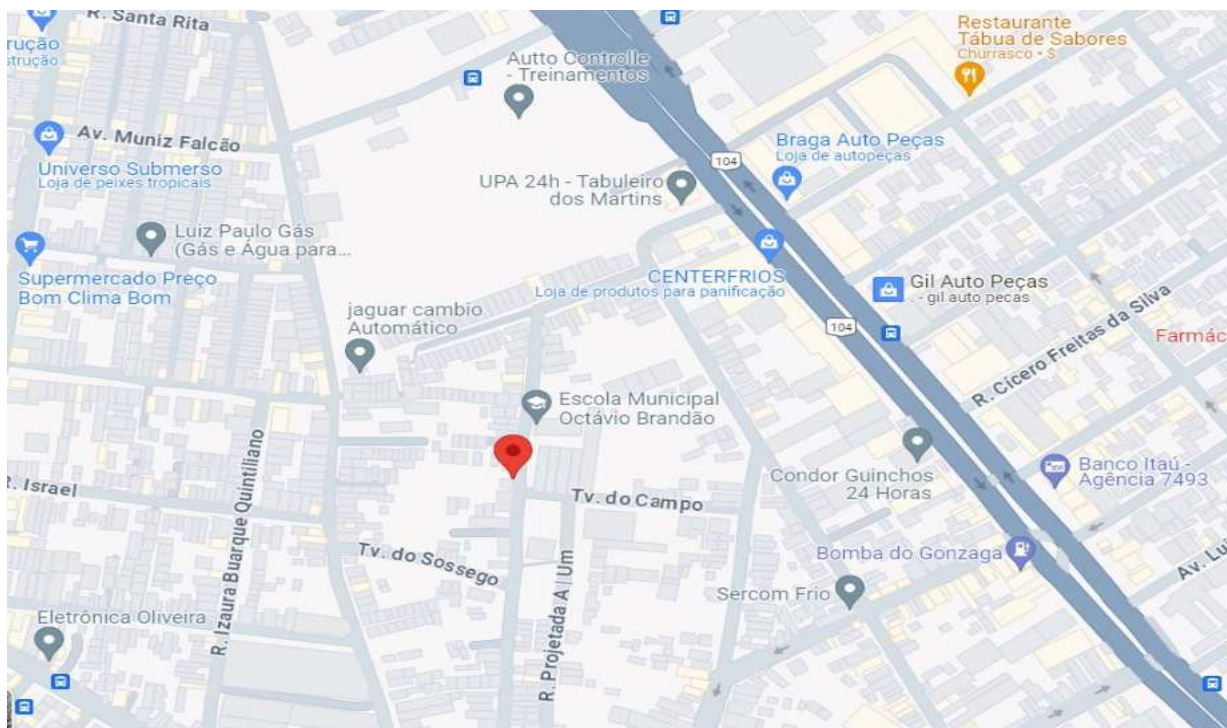 R. Santa Rita
rução
strução
Autto Controlle
- Treinamentos
Restaurante
Tábua de Sabores
Churrasco • $
Av. Muniz Falcão
Universo Submerso
Loja de peixes tropicais
104
Braga Auto Peças
Loja de autopeças
UPA 24h - Tabuleiro
dos Martins
Luiz Paulo Gás
(Gás e Água para...
Supermercado Preço
Bom Clima Bom
CENTERFRIOS
Loja de produtos para panificação
Gil Auto Peças
. - gil auto pecas
jaguar cambio
Automático
104
R. Cícero Freitas da Silva
Farmác
Escola Municipal
Octávio Brandão
R. Izaura Buarque Quintiliano
R. Israel
Condor Guinchos
24 Horas
Banco Itaú -
Agência 7493
Tv. do Campo
Tv. do Sossego
Bomba do Gonzaga
Av. Lui
Sercom Frio
R. Projetada A | Um
Eletrônica Oliveira